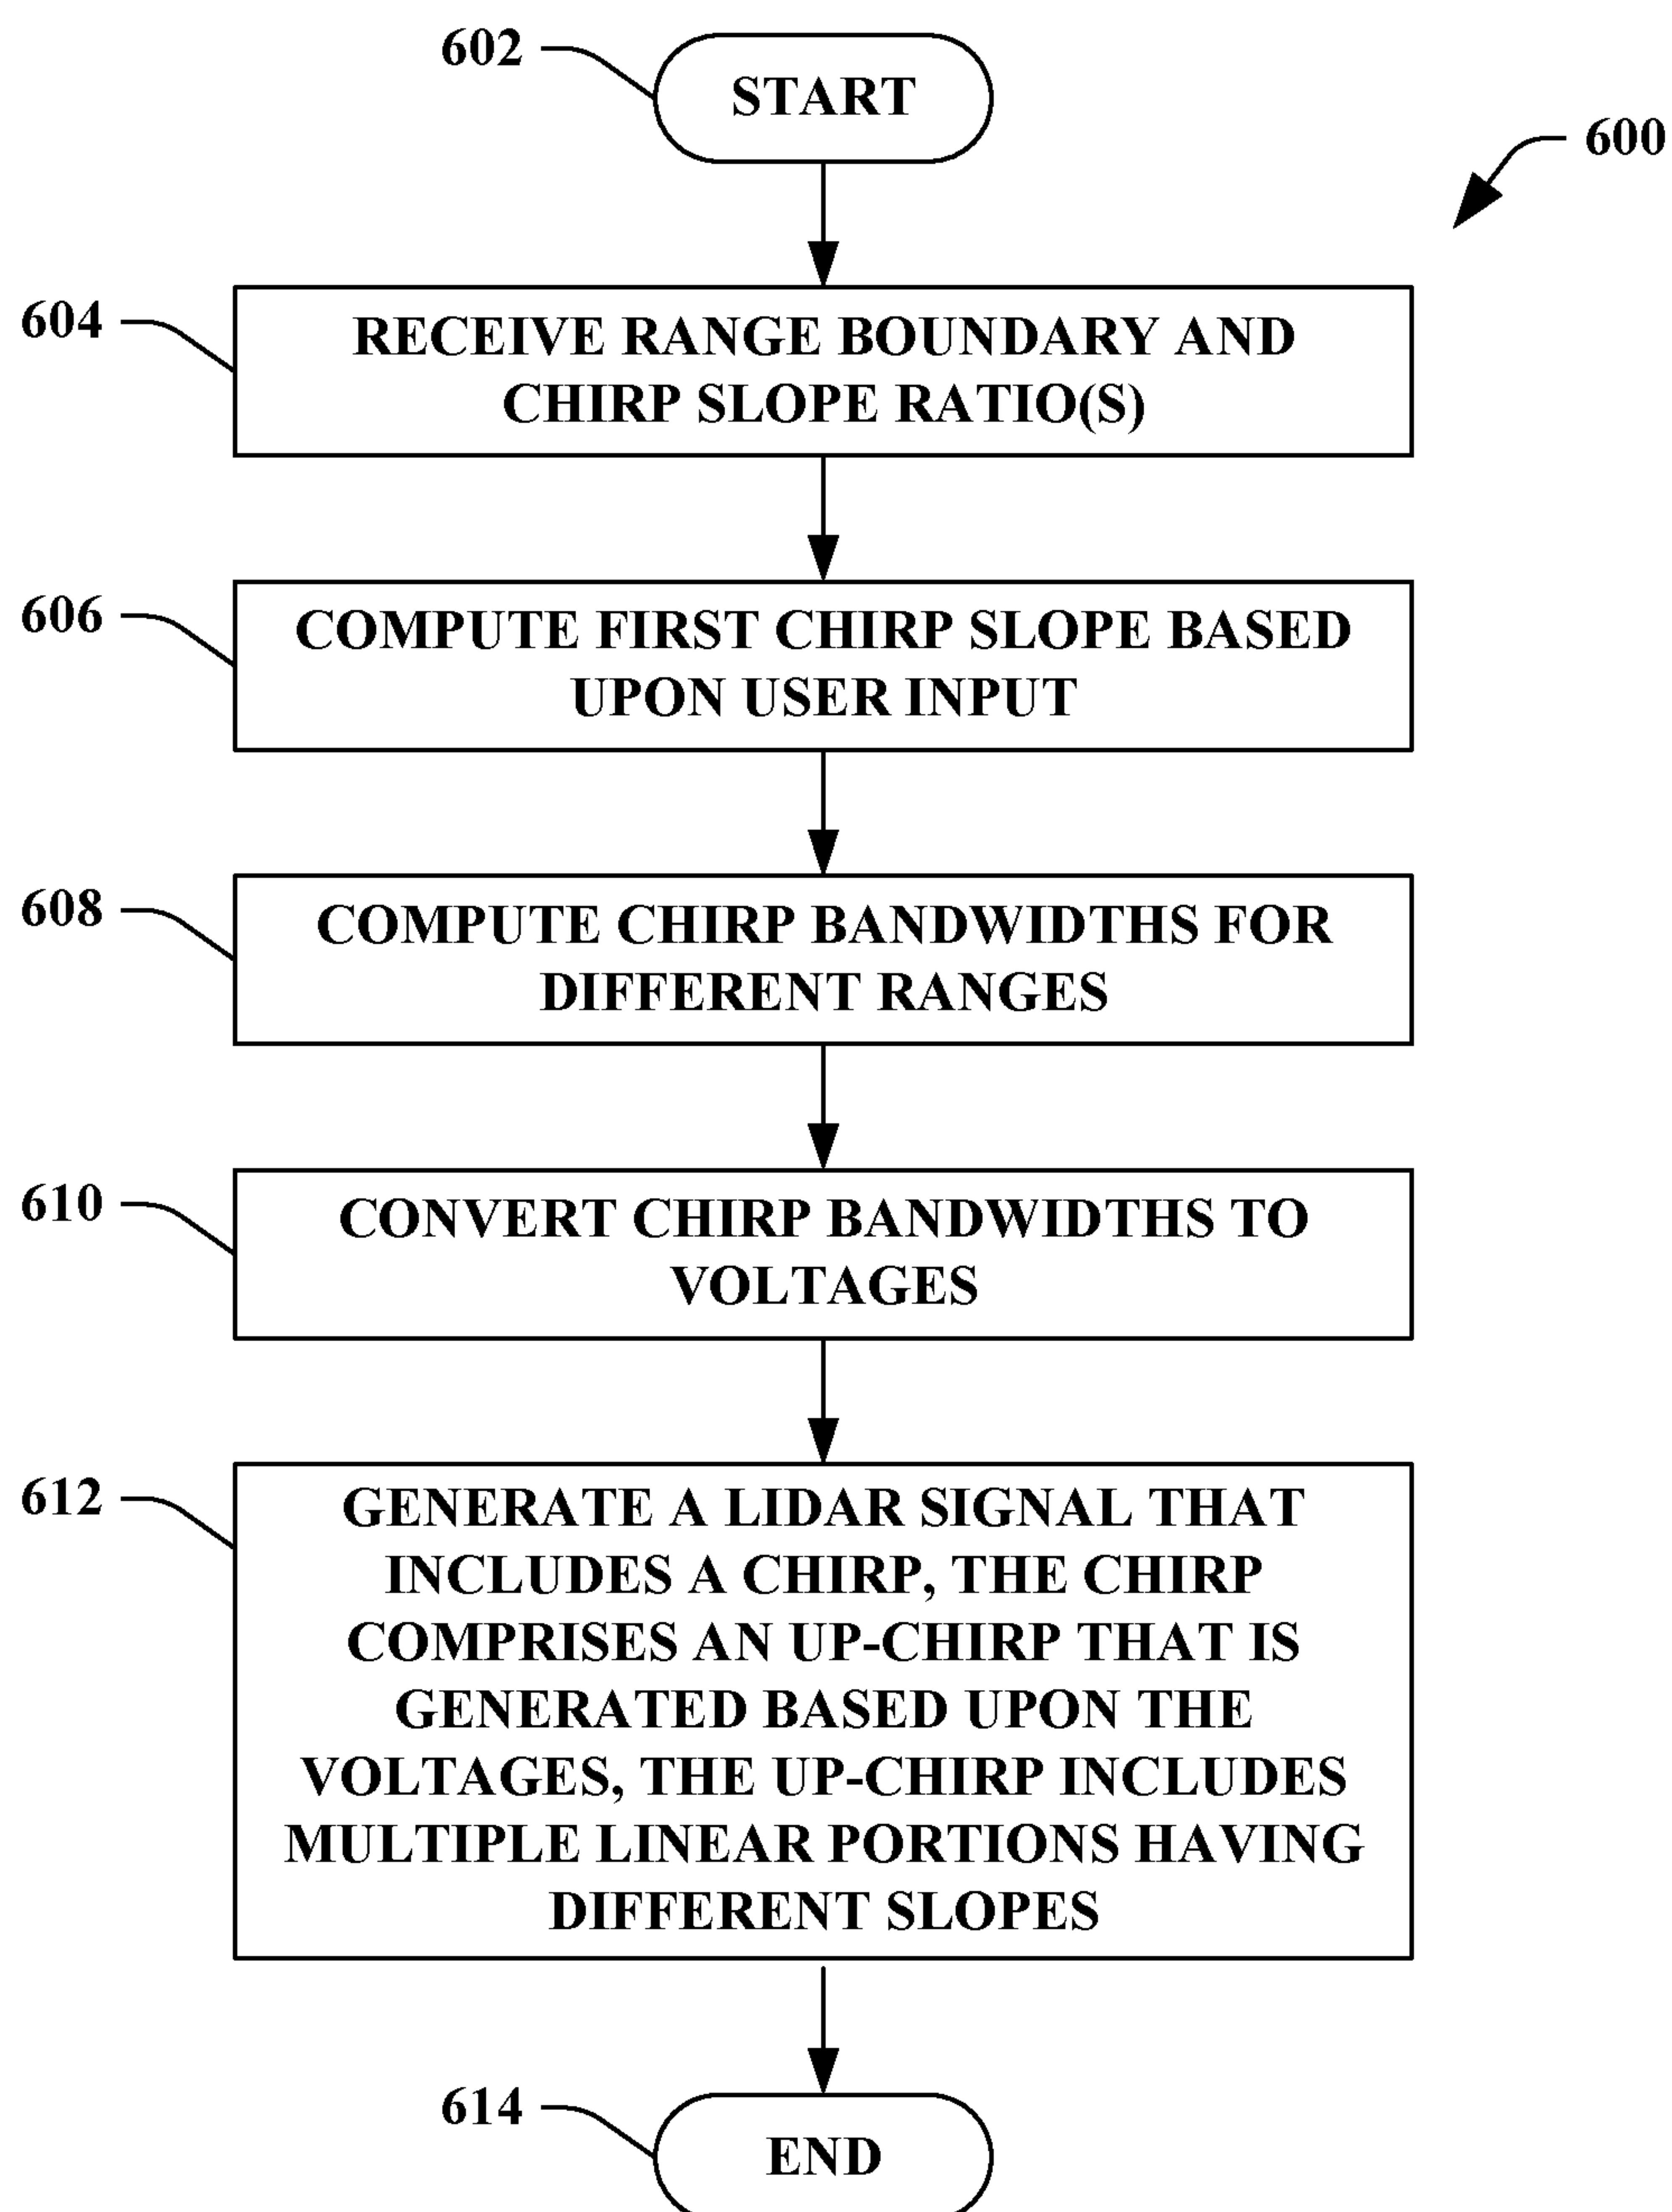 602
START
600
604
RECEIVE RANGE BOUNDARY AND
CHIRP SLOPE RATIO(S)
606
COMPUTE FIRST CHIRP SLOPE BASED
UPON USER INPUT
608
COMPUTE CHIRP BANDWIDTHS FOR
DIFFERENT RANGES
610
CONVERT CHIRP BANDWIDTHS TO
VOLTAGES
612
GENERATE A LIDAR SIGNAL THAT
INCLUDES A CHIRP, THE CHIRP
COMPRISES AN UP-CHIRP THAT IS
GENERATED BASED UPON THE
VOLTAGES, THE UP-CHIRP INCLUDES
MULTIPLE LINEAR PORTIONS HAVING
DIFFERENT SLOPES
614
END